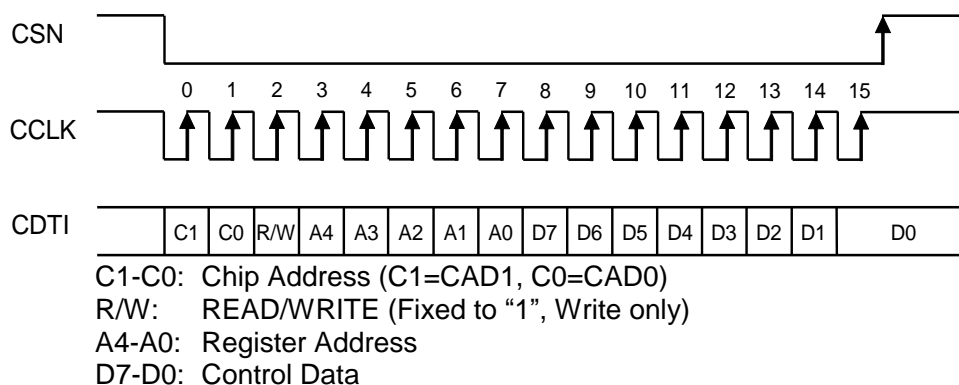 CSN
0 1 2 3 4 5 6 7 8 9 10 11 12 13 14 15
CCLK
CDTI
C1 C0 R/W A4 A3 A2 A1 A0 D7 D6 D5 D4 D3 D2 D1 D0
C1-C0: Chip Address (C1=CAD1, C0=CAD0)
R/W: READ/WRITE (Fixed to “1”, Write only)
A4-A0: Register Address
D7-D0: Control Data